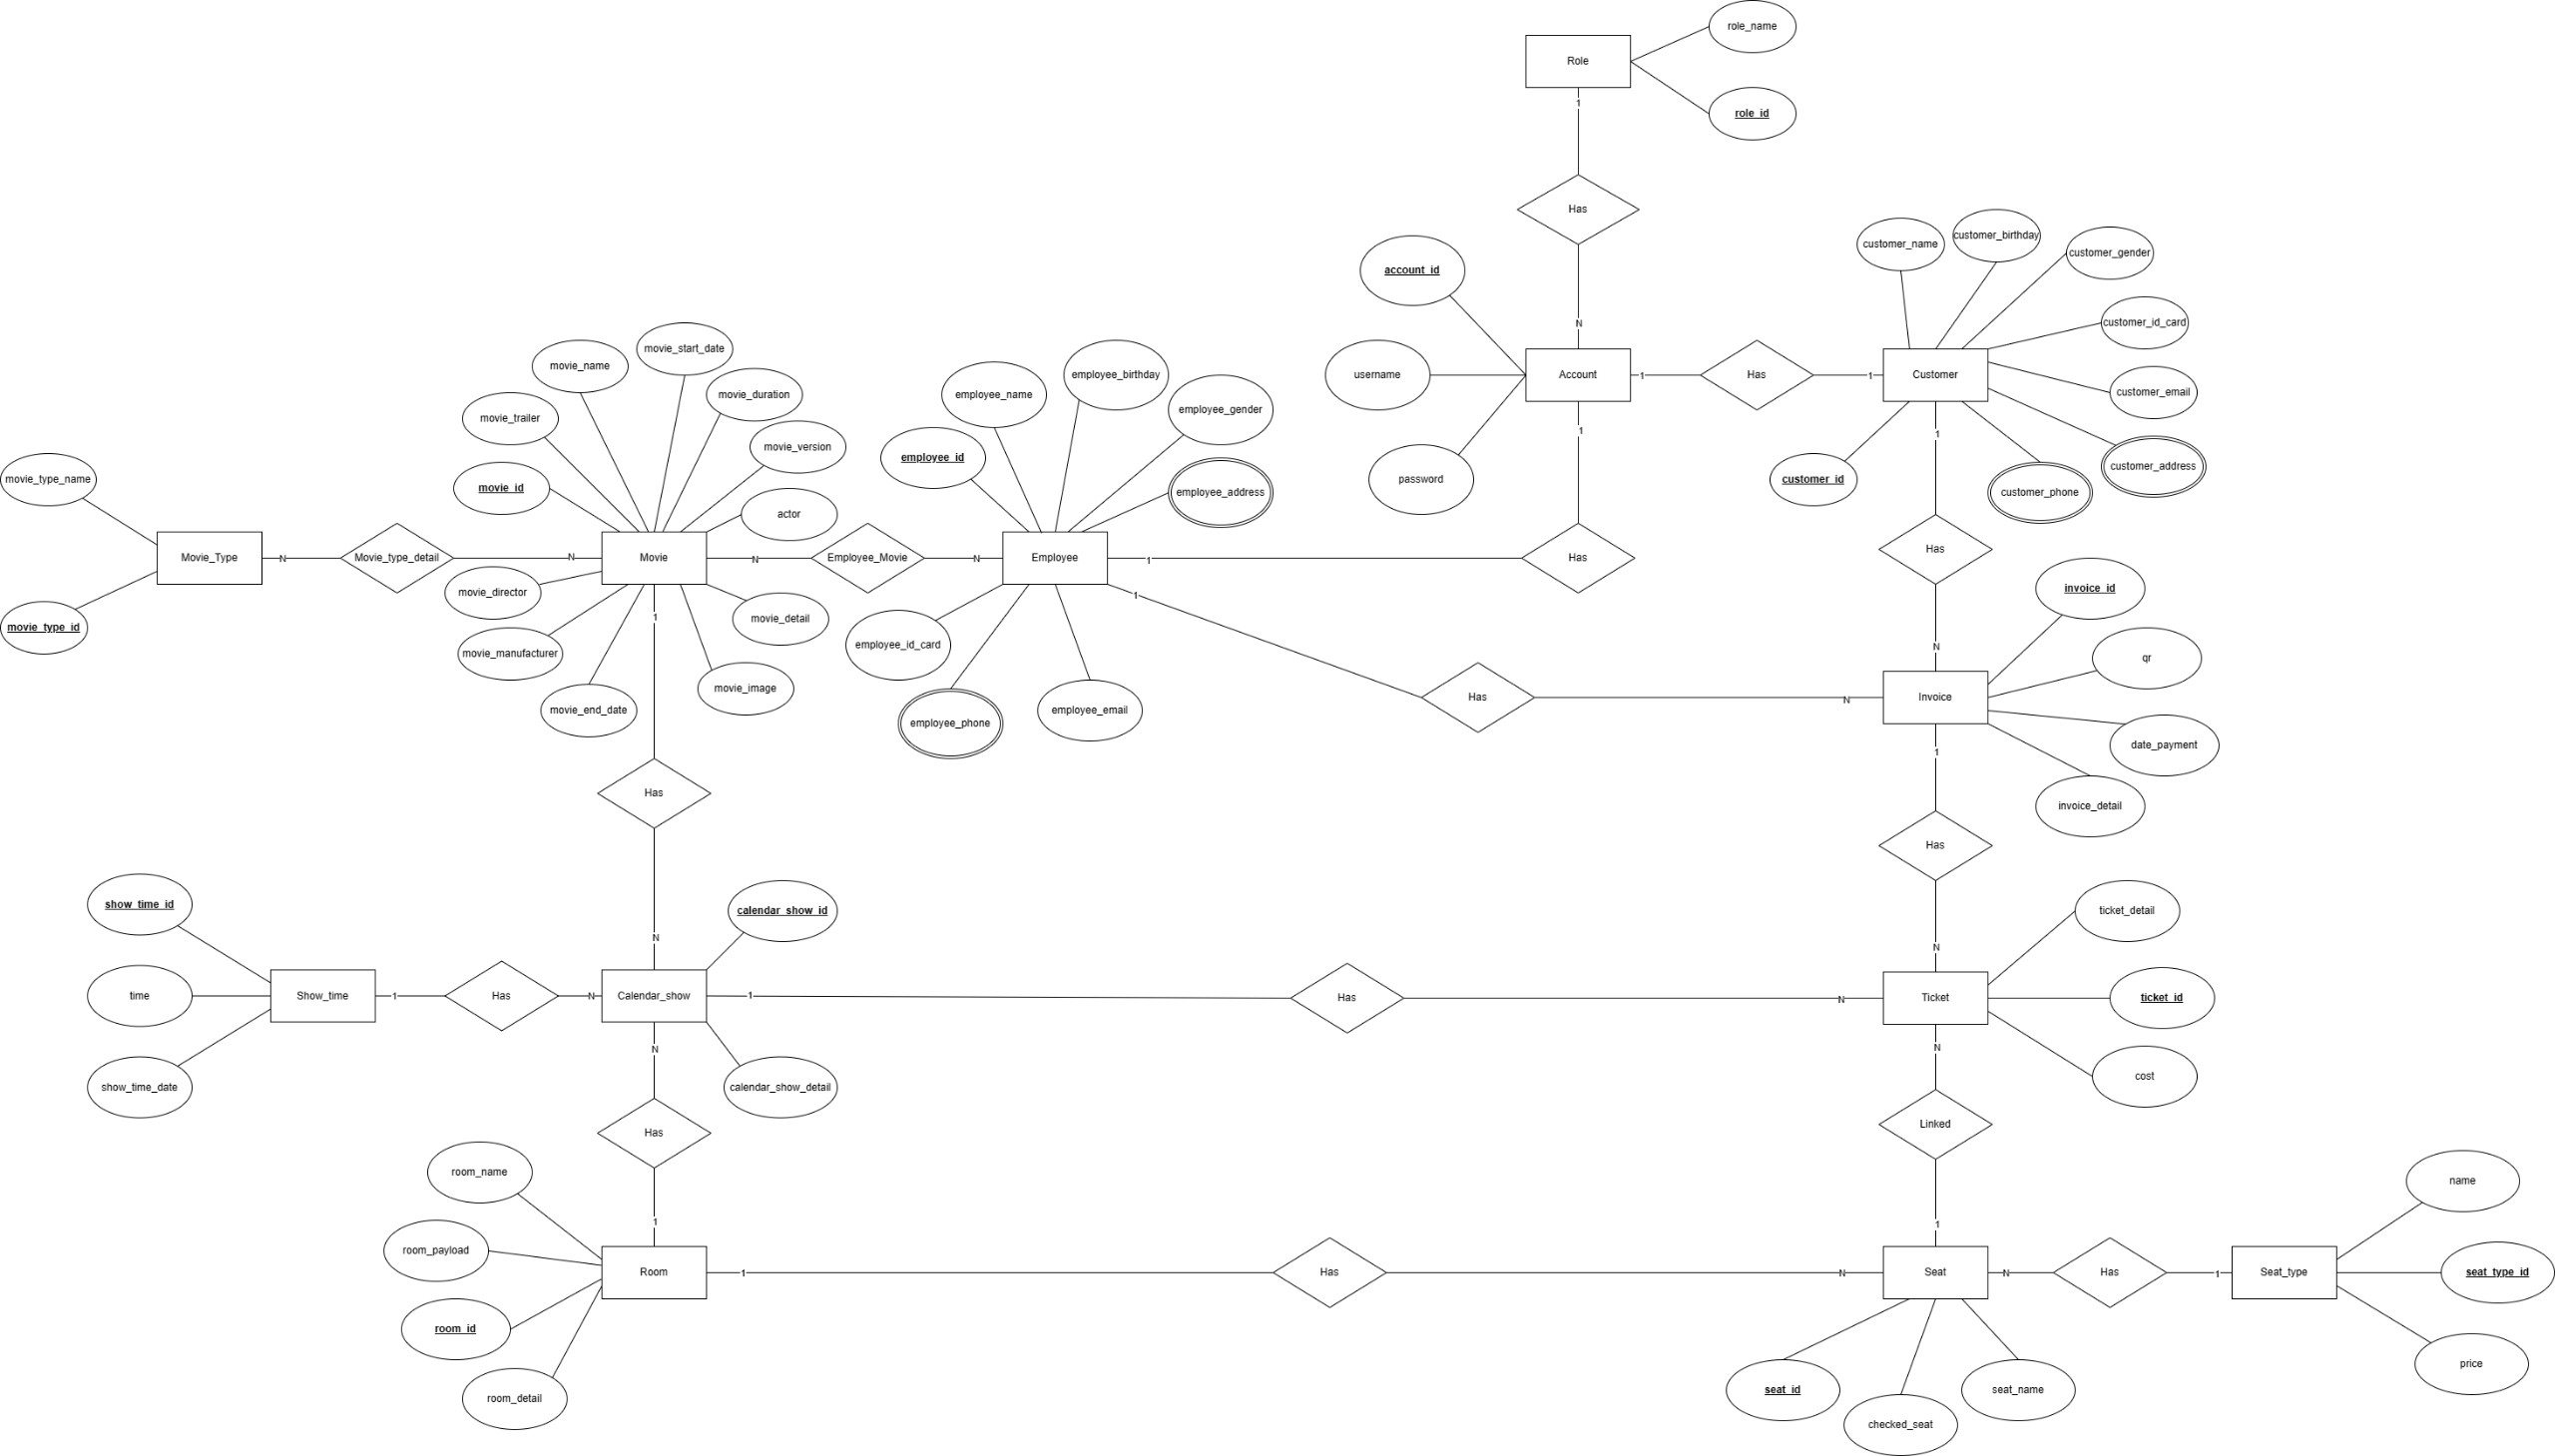 role_name
Role
role_id
1
Has
customer_birthday
customer_name
customer_gender
account_id
customer_id_card
N
movie_start_date
movie_name
employee_birthday
username
Account
1
Has
1
Customer
customer_email
movie_duration
employee_name
employee_gender
movie_trailer
1
1
movie_version
employee_id
customer_address
movie_type_name
password
customer_id
movie_id
employee_address
customer_phone
actor
Has
Movie_Type
N
Movie_type_detail
N
Movie
N
Employee_Movie
N
Employee
1
Has
invoice_id
movie_director
1
1
movie_detail
movie_type_id
employee_id_card
N
movie_manufacturer
qr
movie_image
Has
N
Invoice
movie_end_date
employee_email
employee_phone
date_payment
1
Has
invoice_detail
Has
show_time_id
calendar_show_id
ticket_detail
N
N
time
Show_time
1
Has
N
Calendar_show
1
Has
N
Ticket
ticket_id
N
N
cost
show_time_date
calendar_show_detail
Has
Linked
room_name
name
1
1
room_payload
Room
1
Has
N
Seat
N
Has
1
Seat_type
seat_type_id
room_id
price
room_detail
seat_id
seat_name
checked_seat